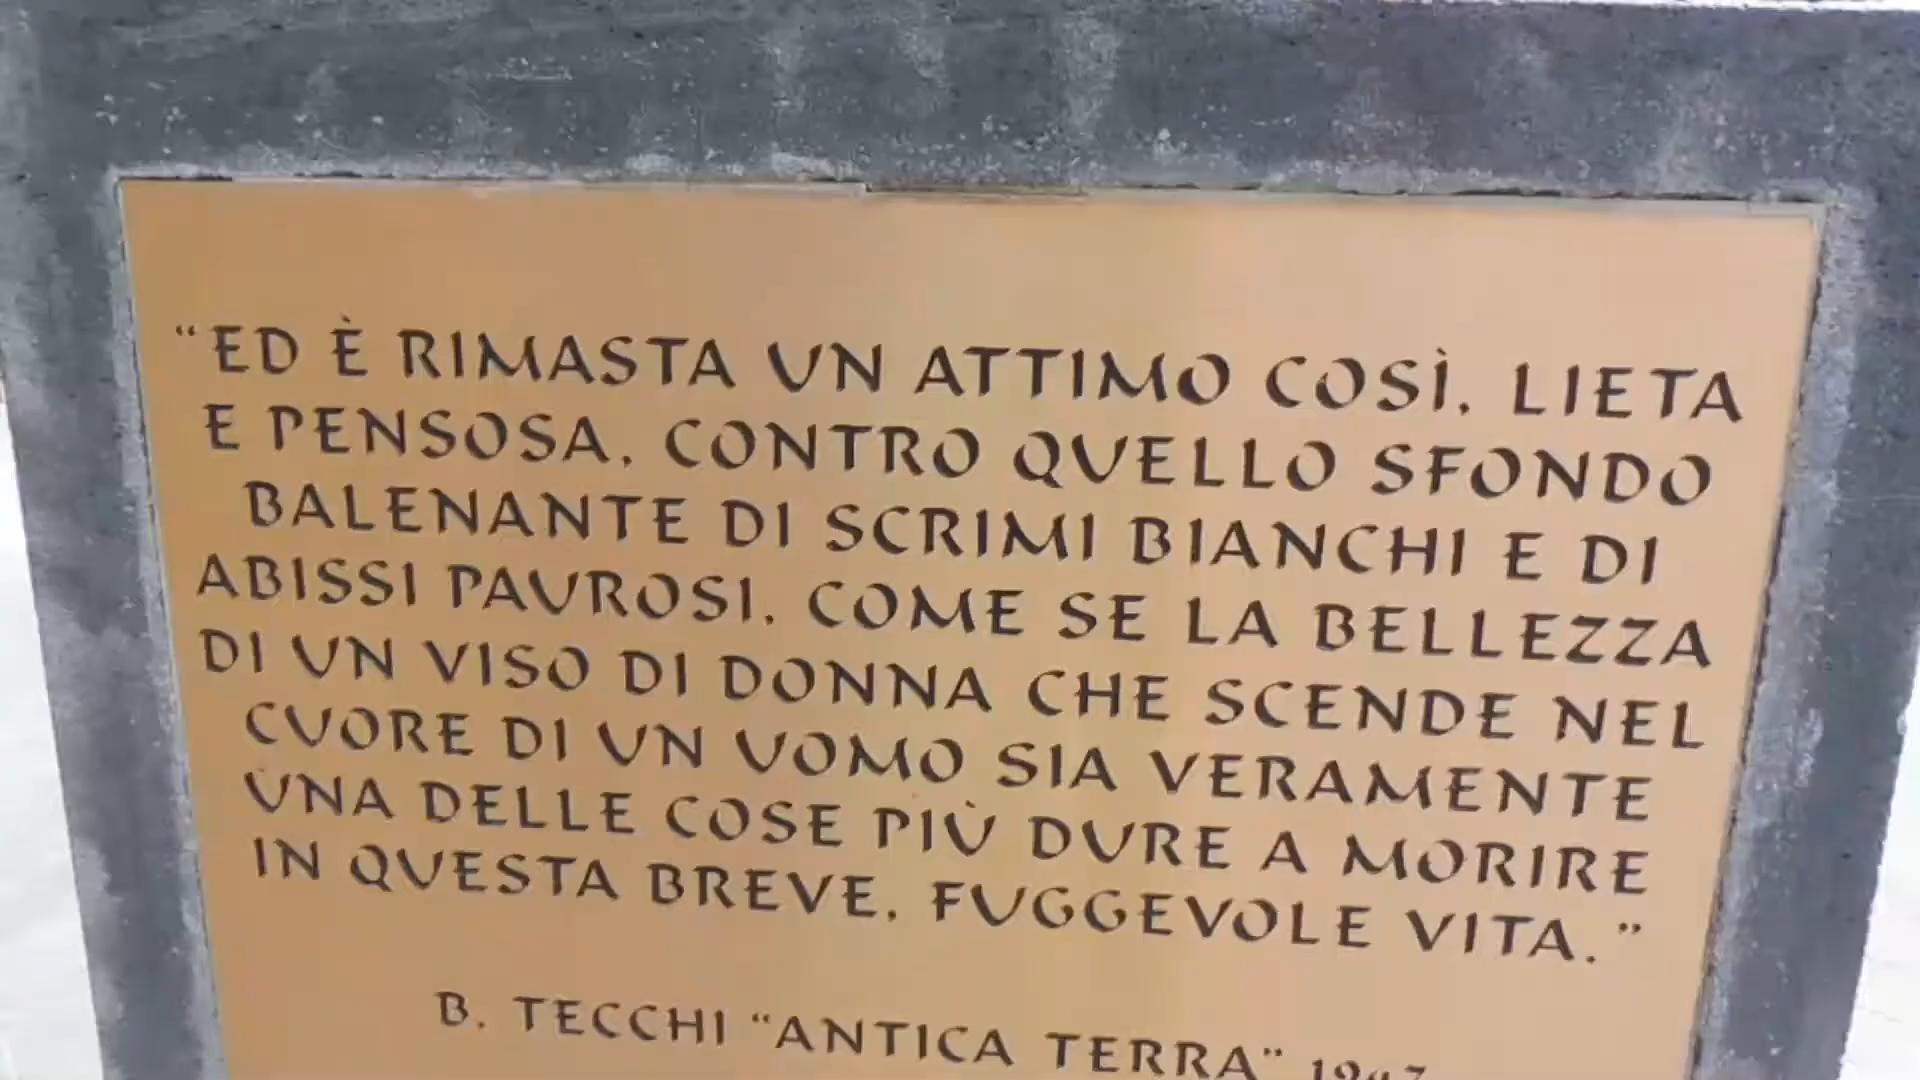 “ED È RIMASTA UN ATTIMO COSÌ, LIETA
E PENSOSA, CONTRO QUELLO SFONDO
BALENANTE DI SCRIMI BIANCHI E DI
ABISSI PAUROSI, COME SE LA BELLEZZA
DI UN VISO DI DONNA CHE SCENDE NEL
CUORE DI UN UOMO SIA VERAMENTE
UNA DELLE COSE PIÙ DURE A MORIRE
IN QUESTA BREVE, FUGGEVOLE VITA.”
B. TECCHI “ANTICA TERRA”